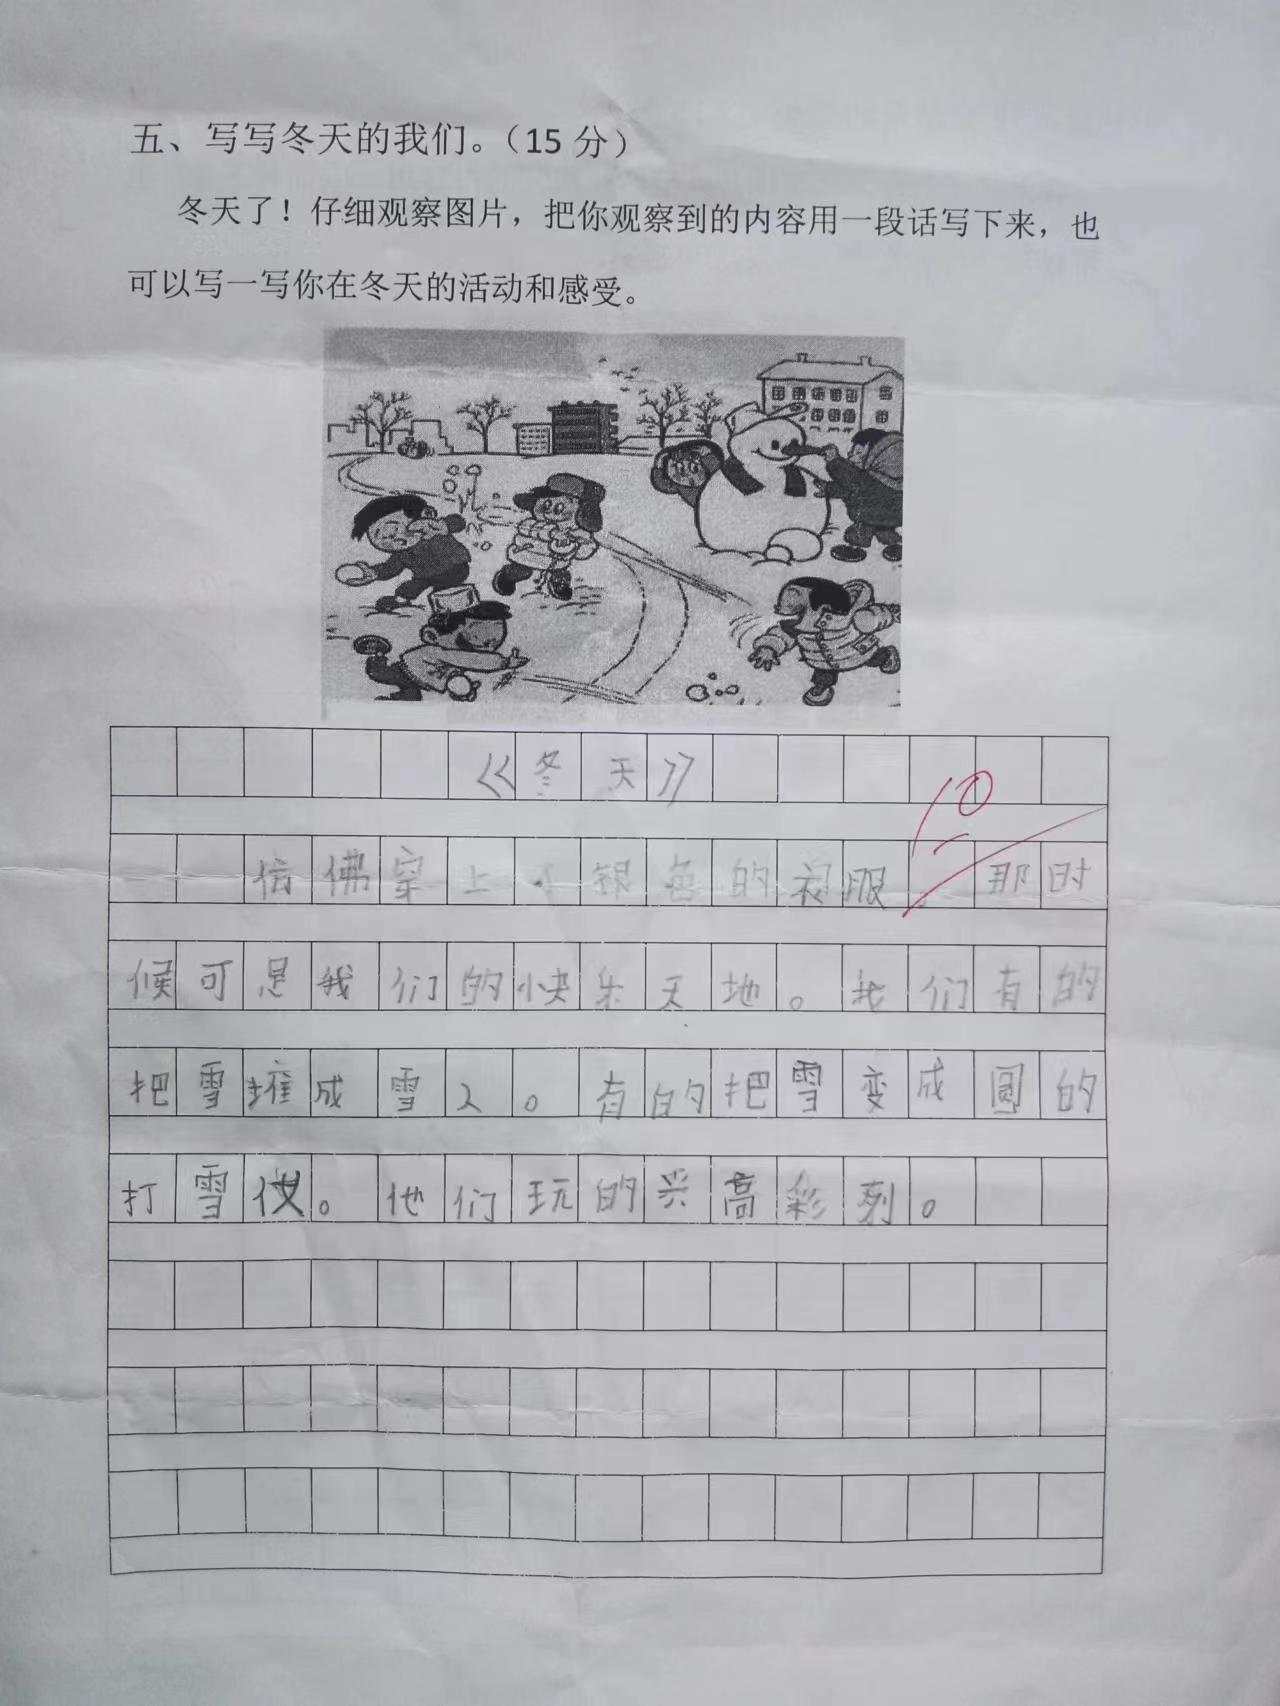 五、写写冬天的我们。（15 分）
冬天了！仔细观察图片，把你观察到的内容用一段话写下来，也
可以写一写你在冬天的活动和感受。
《冬天》
10
佛穿上 银色的衣服。那时
候可是我们的快乐天地。我们有的
把雪堆成雪人。有的把雪变成圆的
打雪仗。他们玩的兴高彩列。